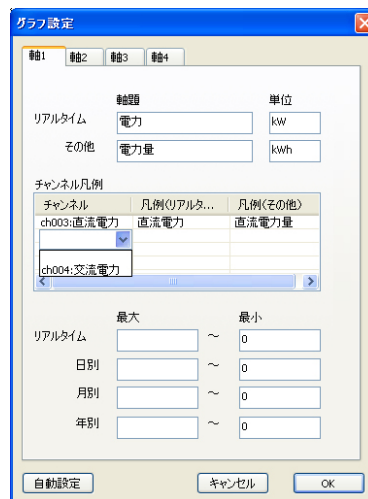 グラフ設定
軸1 軸2 軸3 軸4
軸題 単位
リアルタイム 電力 kW
その他 電力量 kWh
チャンネル凡例
チャンネル 凡例(リアルタ... 凡例(その他)
ch003:直流電力 直流電力 直流電力量
ch004:交流電力
最大 最小
リアルタイム ～ 0
日別 ～ 0
月別 ～ 0
年別 ～ 0
自動設定 キャンセル OK